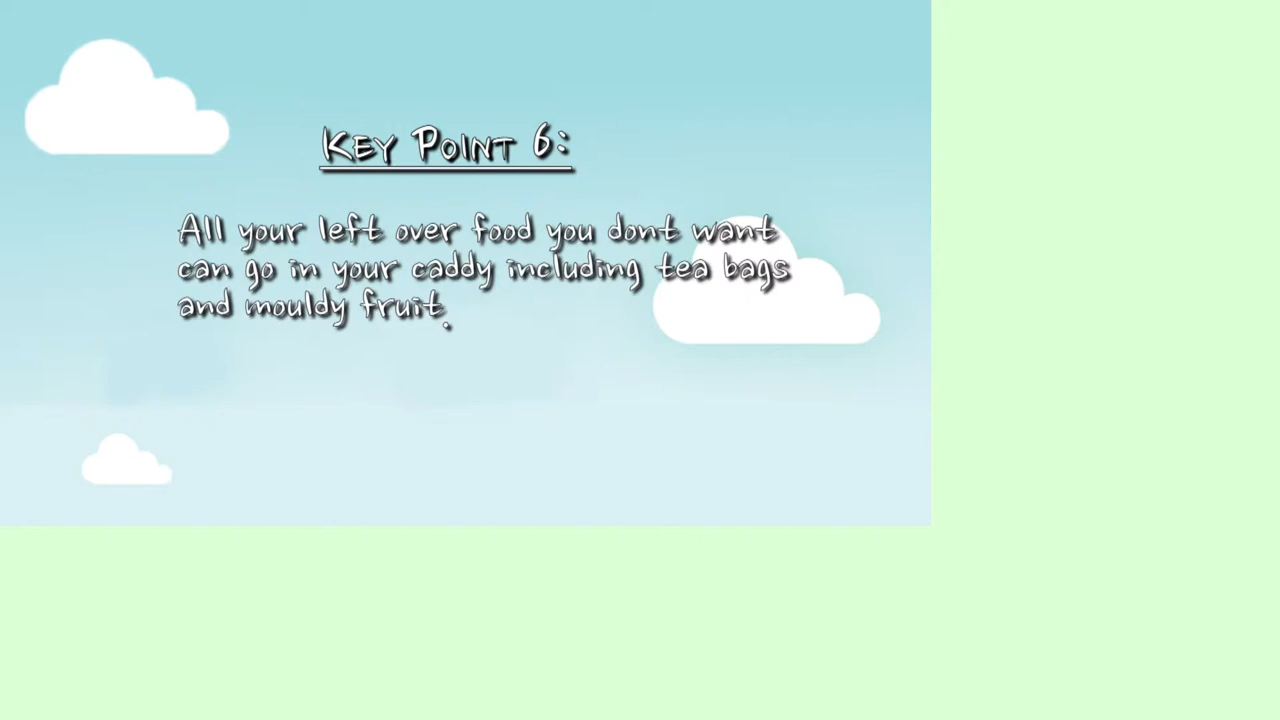 Key Point 6:
All your left over food you dont want
can go in your caddy including tea bags
and mouldy fruit.